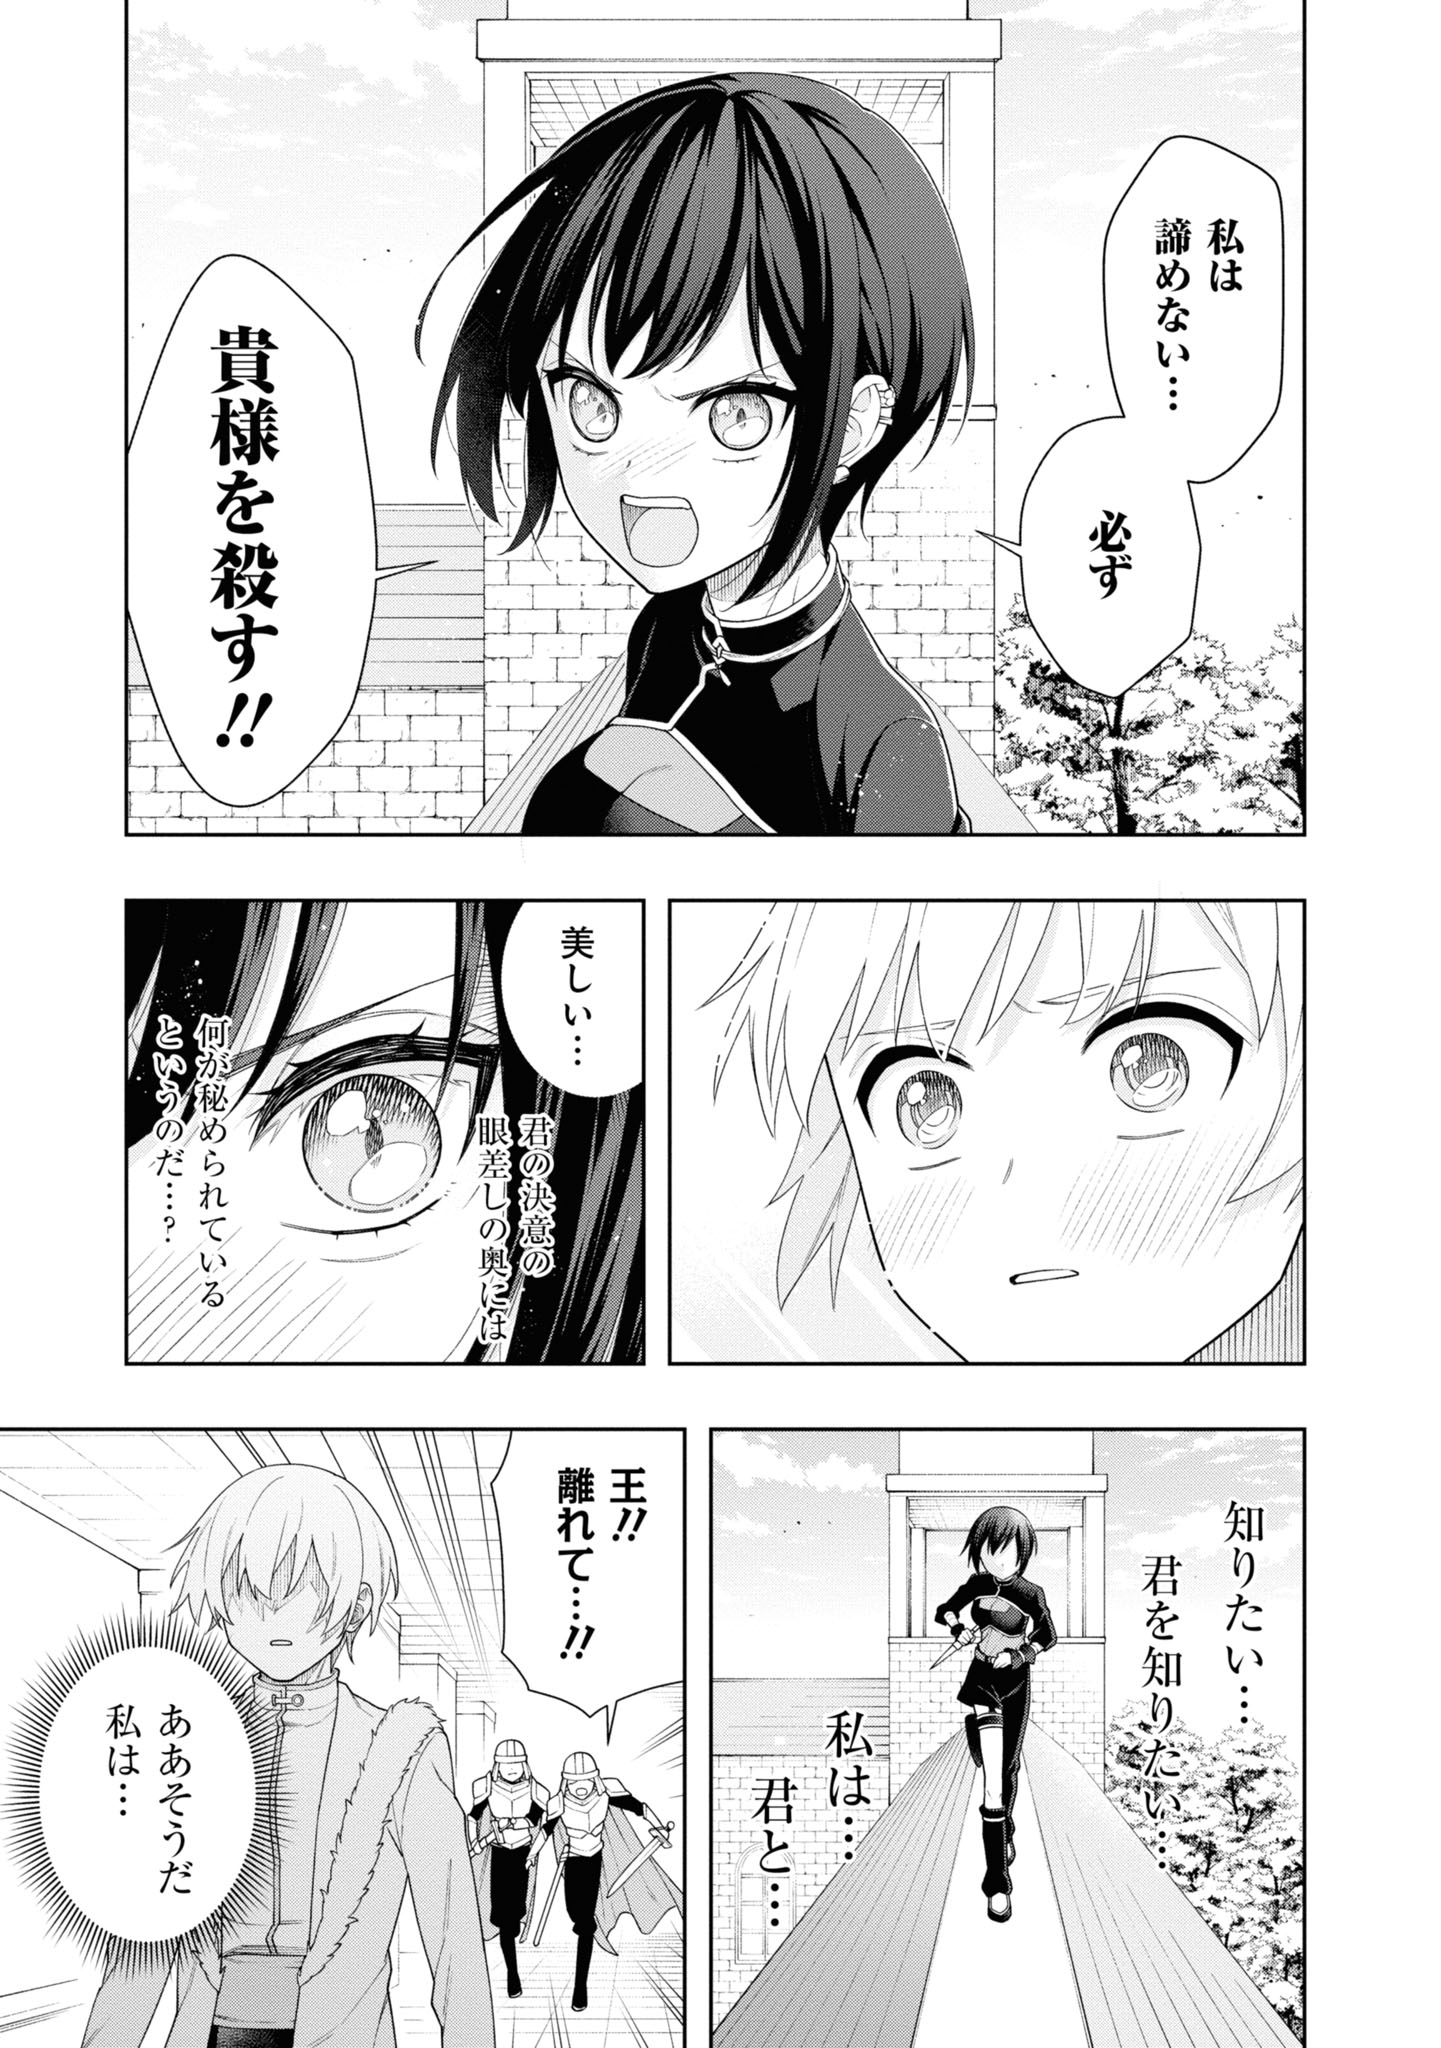 私は
諦めない…
必ず
貴様を殺す!!
美しい…
君の決意の
眼差しの奥には
何が秘められている
というのだ…?
知りたい…
君を知りたい…
私は…
君と…
王!!
離れて…!!
ああそうだ
私は…